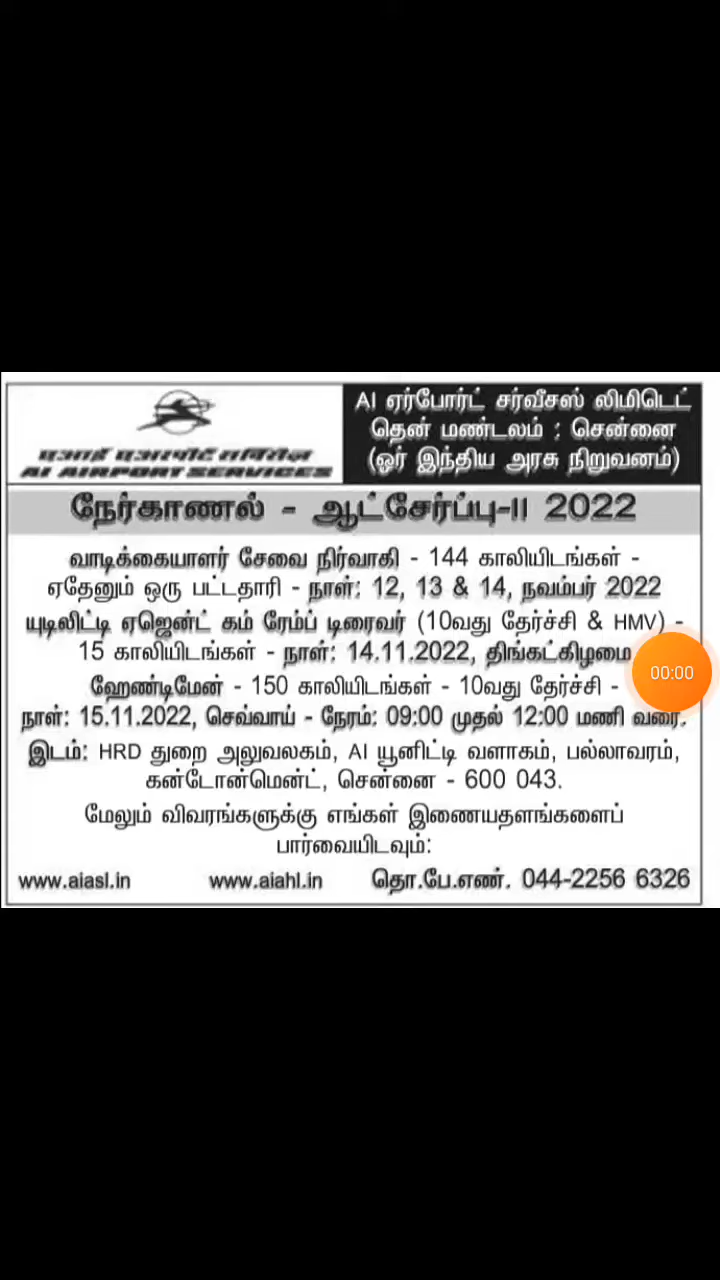 एआई एअरपोर्ट सर्विसेज
AI AIRPORT SERVICES
AI ஏர்போர்ட் சர்வீசஸ் லிமிடெட்
தென் மண்டலம் : சென்னை
(ஓர் இந்திய அரசு நிறுவனம்)
நேர்காணல் - ஆட்சேர்ப்பு-II 2022
வாடிக்கையாளர் சேவை நிர்வாகி - 144 காலியிடங்கள் -
ஏதேனும் ஒரு பட்டதாரி - நாள்: 12, 13 & 14, நவம்பர் 2022
யுடிலிட்டி ஏஜென்ட் கம் ரேம்ப் டிரைவர் (10வது தேர்ச்சி & HMV) -
15 காலியிடங்கள் - நாள்: 14.11.2022, திங்கட்கிழமை
00:00
ஹேண்டிமேன் - 150 காலியிடங்கள் - 10வது தேர்ச்சி -
நாள்: 15.11.2022, செவ்வாய் - நேரம்: 09:00 முதல் 12:00 மணி வரை.
இடம்: HRD துறை அலுவலகம், AI யூனிட்டி வளாகம், பல்லாவரம்,
கன்டோன்மென்ட், சென்னை - 600 043.
மேலும் விவரங்களுக்கு எங்கள் இணையதளங்களைப்
பார்வையிடவும்:
www.aiasl.in www.aiahl.in தொ.பே.எண். 044-2256 6326